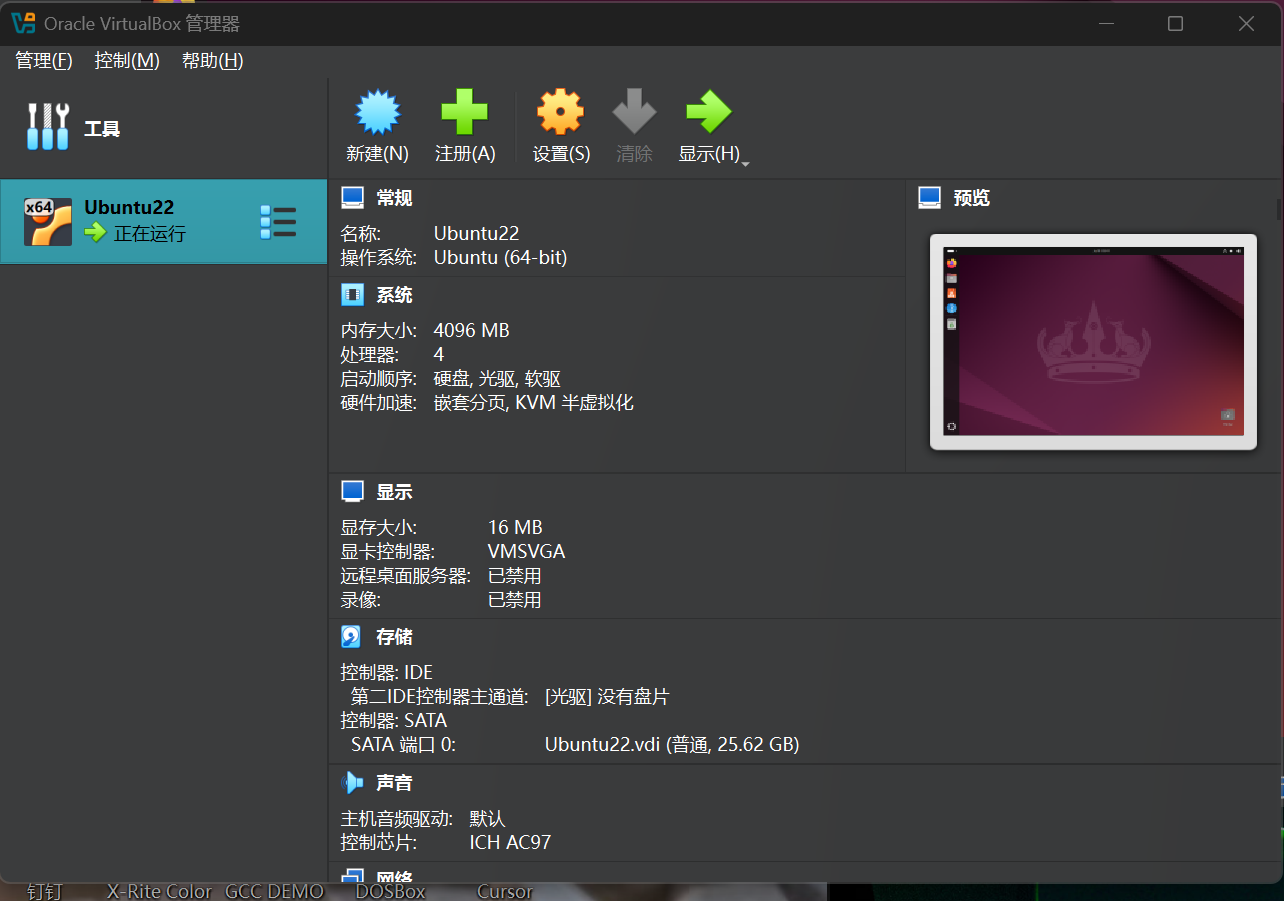 Oracle VirtualBox 管理器
管理(F) 控制(M) 帮助(H)
工具
新建(N) 注册(A) 设置(S) 清除 显示(H)
x64
Ubuntu22
正在运行
常规
名称: Ubuntu22
操作系统: Ubuntu (64-bit)
预览
系统
内存大小: 4096 MB
处理器: 4
启动顺序: 硬盘, 光驱, 软驱
硬件加速: 嵌套分页, KVM 半虚拟化
显示
显存大小: 16 MB
显卡控制器: VMSVGA
远程桌面服务器: 已禁用
录像: 已禁用
存储
控制器: IDE
第二IDE控制器主通道: [光驱] 没有盘片
控制器: SATA
SATA 端口 0: Ubuntu22.vdi (普通, 25.62 GB)
声音
主机音频驱动: 默认
控制芯片: ICH AC97
网络
钉钉 X-Rite Color GCC DEMO DOSBox Cursor